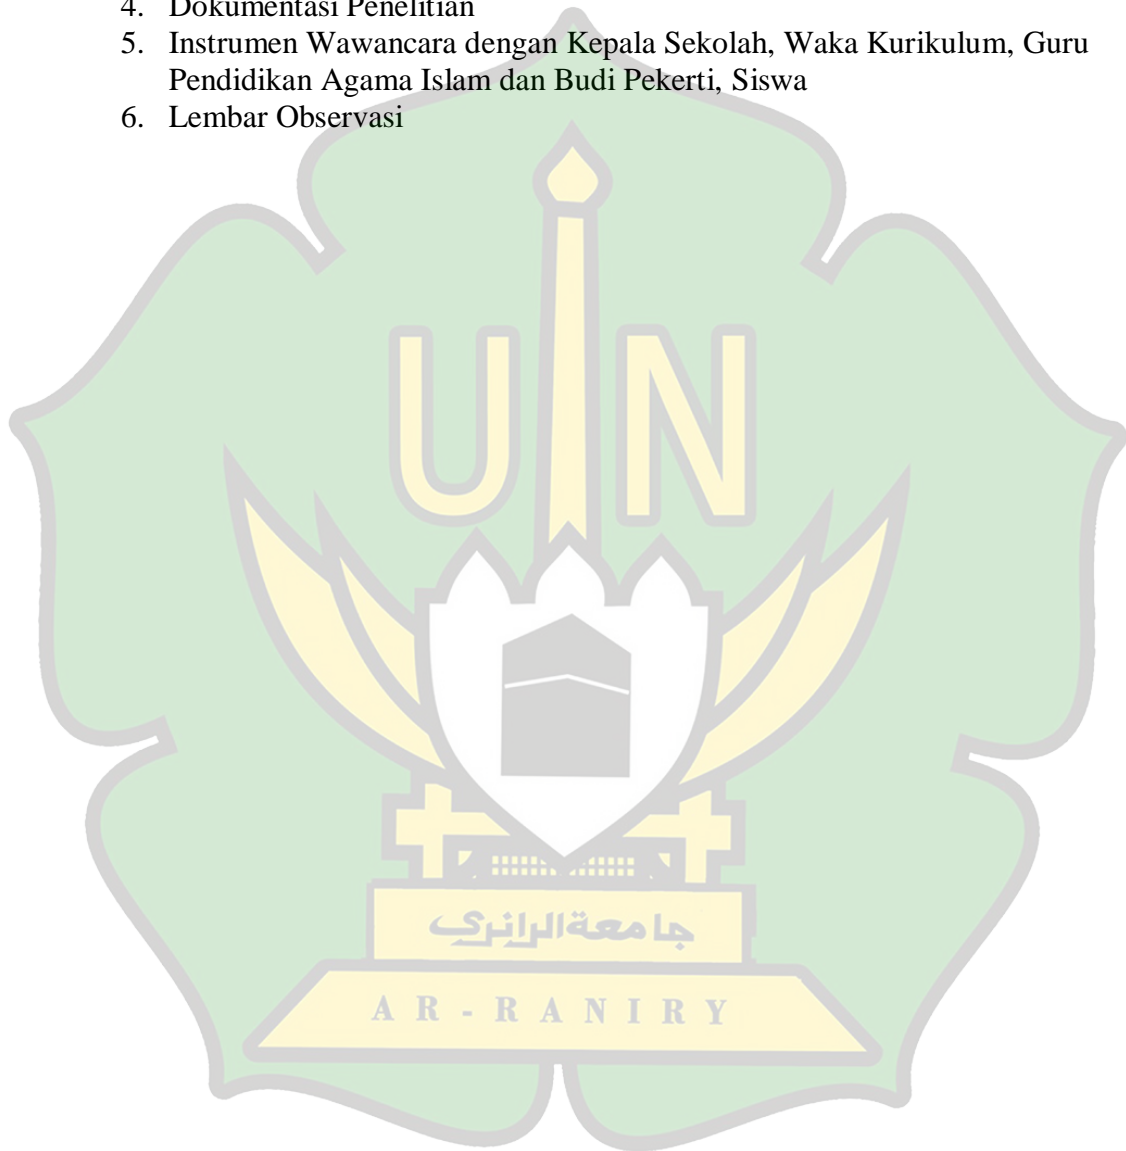 4. Dokumentasi Penelitian
5. Instrumen Wawancara dengan Kepala Sekolah, Waka Kurikulum, Guru
Pendidikan Agama Islam dan Budi Pekerti, Siswa
6. Lembar Observasi
UIN
جامعة الرانري
AR-RANIRY